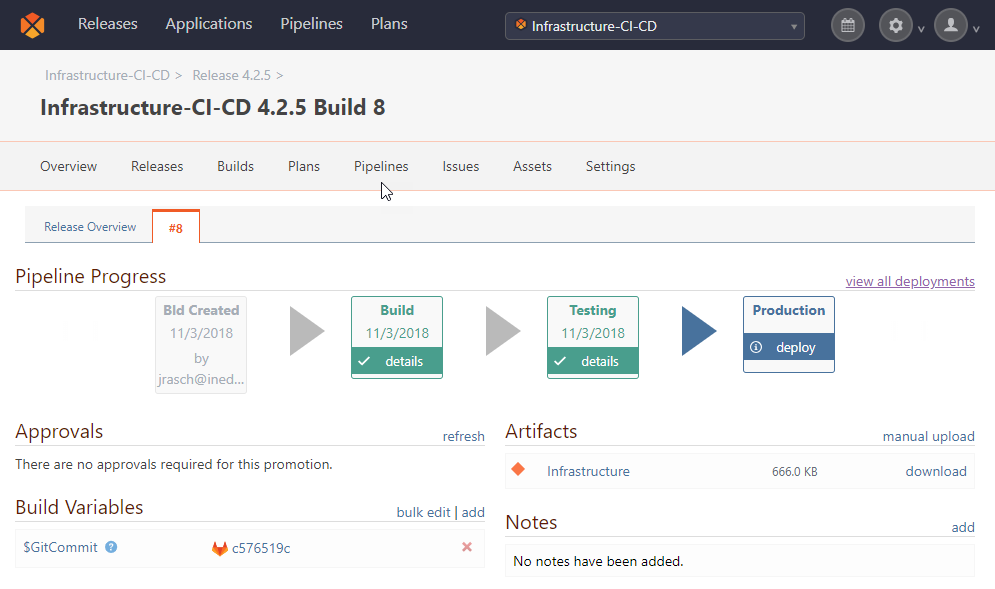 Releases Applications Pipelines Plans Infrastructure-CI-CD
Infrastructure-CI-CD > Release 4.2.5 >
Infrastructure-CI-CD 4.2.5 Build 8
Overview Releases Builds Plans Pipelines Issues Assets Settings
Release Overview #8
Pipeline Progress
view all deployments
Bld Created
11/3/2018
by
jrasch@ined...
Build
11/3/2018
details
Testing
11/3/2018
details
Production
deploy
Approvals
refresh
There are no approvals required for this promotion.
Build Variables
bulk edit | add
$GitCommit ? c576519c
Artifacts
manual upload
Infrastructure 666.0 KB download
Notes
add
No notes have been added.